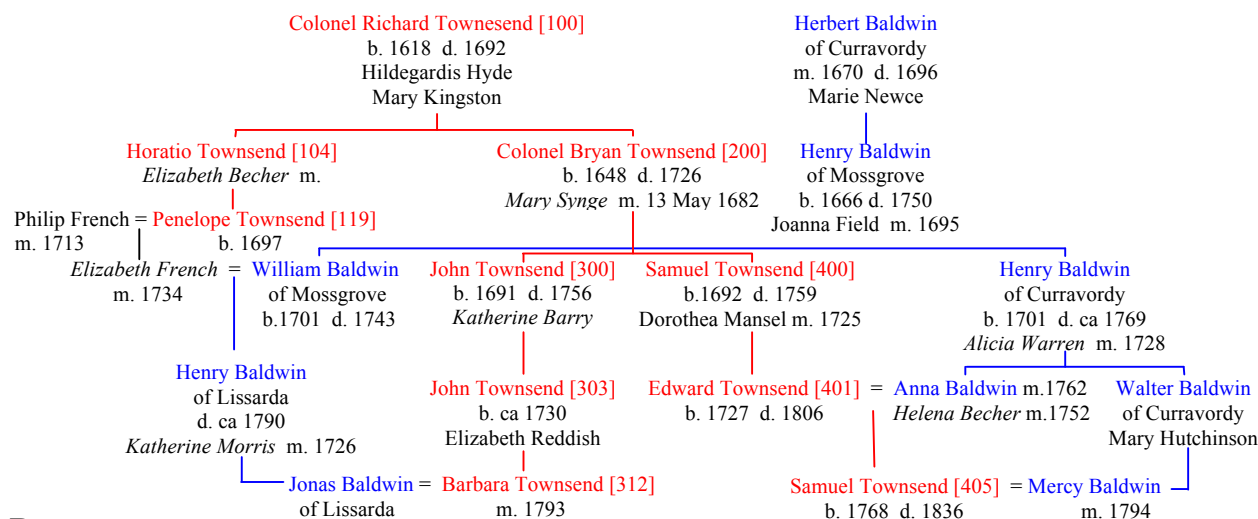 Colonel Richard Townesend [100]
b. 1618 d. 1692
Hildegardis Hyde
Mary Kingston
Herbert Baldwin
of Curravordy
m. 1670 d. 1696
Marie Newce
Horatio Townsend [104]
Elizabeth Becher m.
Colonel Bryan Townsend [200]
b. 1648 d. 1726
Mary Synge m. 13 May 1682
Henry Baldwin
of Mossgrove
b. 1666 d. 1750
Joanna Field m. 1695
Philip French = Penelope Townsend [119]
m. 1713 b. 1697
Elizabeth French = William Baldwin
m. 1734 of Mossgrove
b.1701 d. 1743
John Townsend [300]
b. 1691 d. 1756
Katherine Barry
Samuel Townsend [400]
b.1692 d. 1759
Dorothea Mansel m. 1725
Henry Baldwin
of Curravordy
b. 1701 d. ca 1769
Alicia Warren m. 1728
Henry Baldwin
of Lissarda
d. ca 1790
Katherine Morris m. 1726
John Townsend [303]
b. ca 1730
Elizabeth Reddish
Edward Townsend [401] = Anna Baldwin m.1762
b. 1727 d. 1806 Helena Becher m.1752
Walter Baldwin
of Curravordy
Mary Hutchinson
Jonas Baldwin = Barbara Townsend [312]
of Lissarda m. 1793
Samuel Townsend [405] = Mercy Baldwin
b. 1768 d. 1836 m. 1794